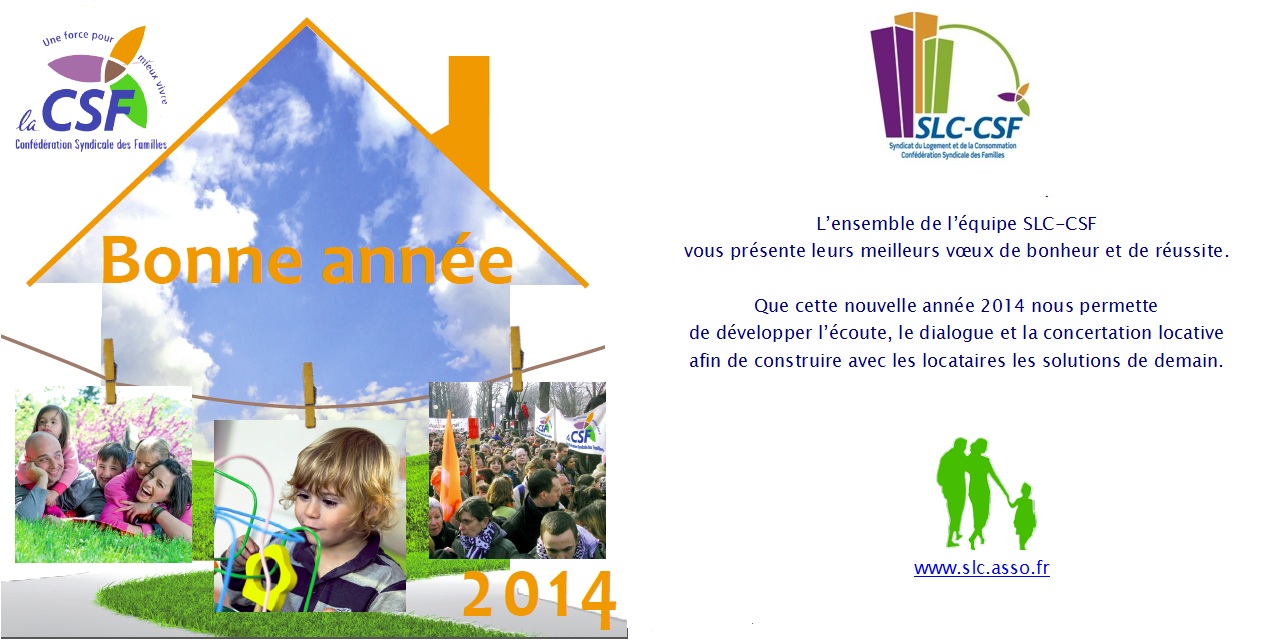 Une force pour mieux vivre
la CSF
Confédération Syndicale des Familles
Bonne année
CSF
CSF
2014
SLC-CSF
Syndicat du Logement et de la Consommation
Confédération Syndicale des Familles
L’ensemble de l’équipe SLC-CSF
vous présente leurs meilleurs vœux de bonheur et de réussite.
Que cette nouvelle année 2014 nous permette
de développer l’écoute, le dialogue et la concertation locative
afin de construire avec les locataires les solutions de demain.
www.slc.asso.fr